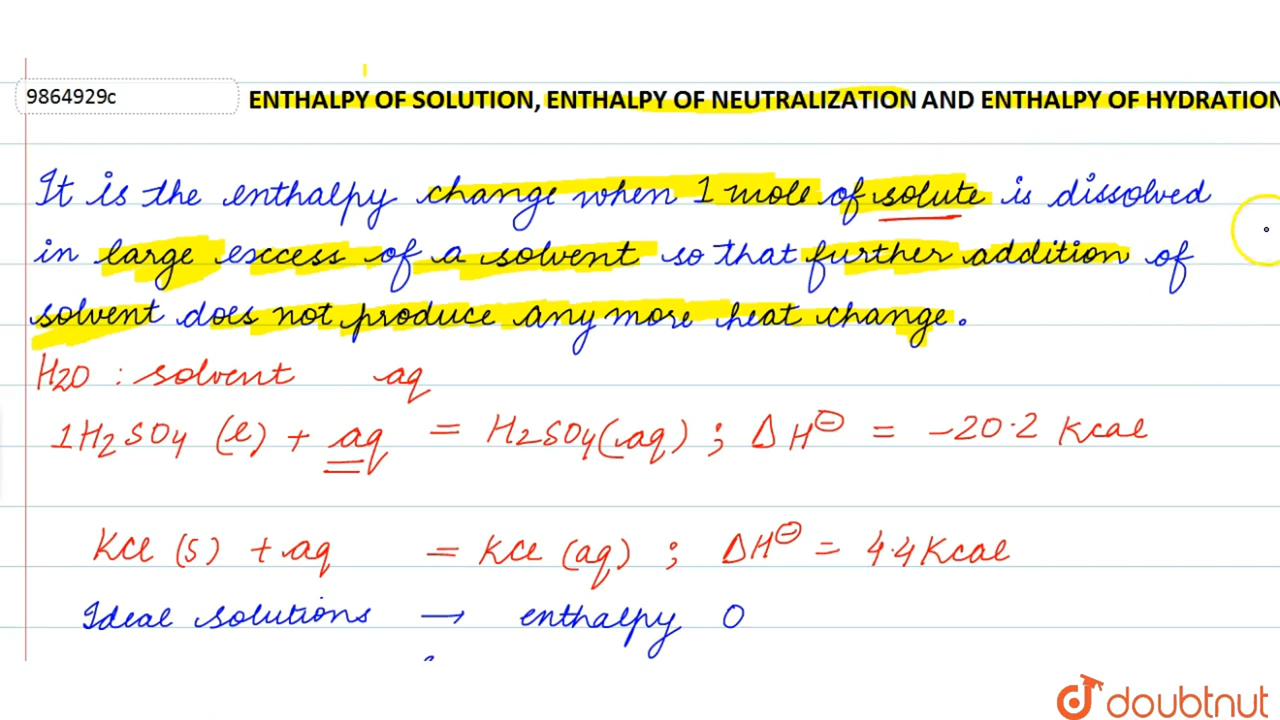 9864929c
ENTHALPY OF SOLUTION, ENTHALPY OF NEUTRALIZATION AND ENTHALPY OF HYDRATION
It is the enthalpy change when 1 mole of solute is dissolved
in large excess of a solvent so that further addition of
solvent does not produce any more heat change.
H2O : solvent aq
1H₂SO₄ (l) + aq = H₂SO₄(aq) ; ΔH⊖ = -20.2 Kcal
KCl (s) + aq = KCl (aq) ; ΔH⊖ = 4.4 Kcal
Ideal solutions → enthalpy 0
doubtnut